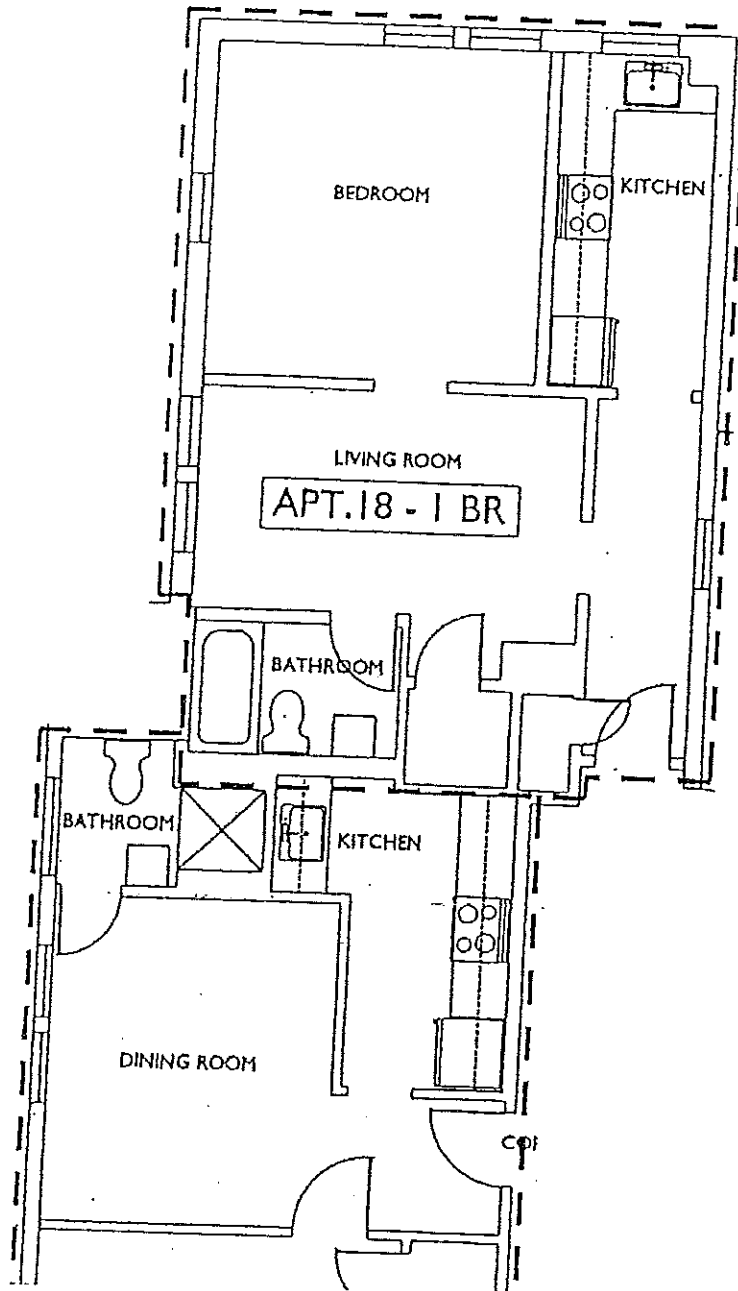 BEDROOM
KITCHEN
LIVING ROOM
APT.18 - 1 BR
BATHROOM
BATHROOM
KITCHEN
DINING ROOM